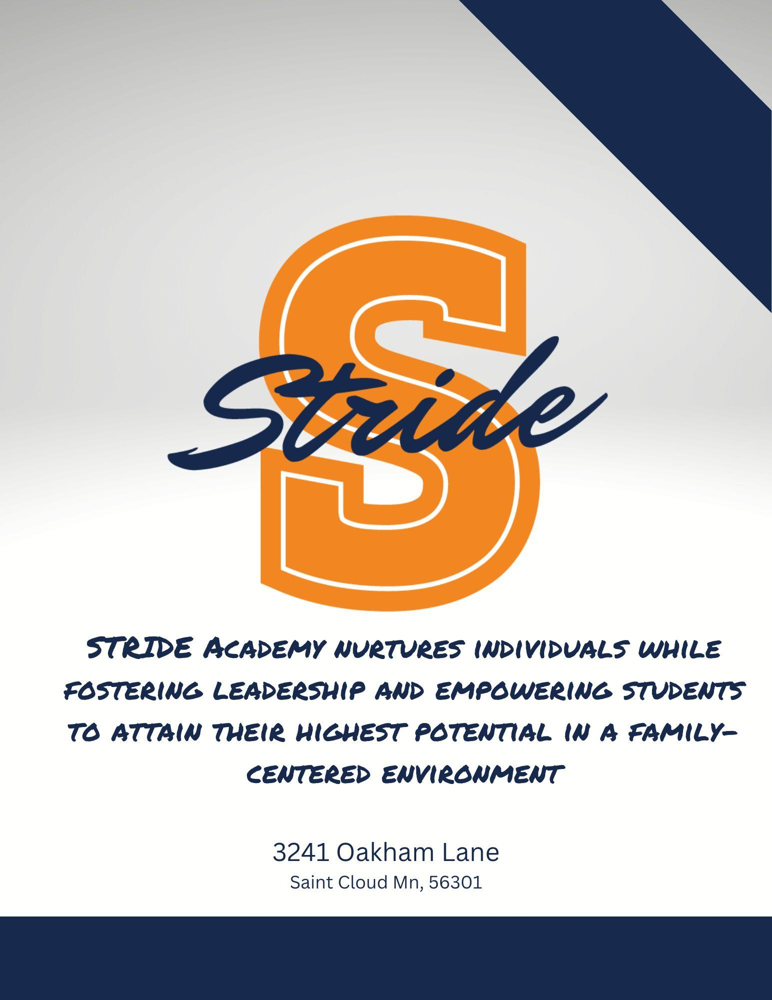 S
Stride
STRIDE Academy nurtures individuals while
fostering leadership and empowering students
to attain their highest potential in a family-
centered environment
3241 Oakham Lane
Saint Cloud Mn, 56301